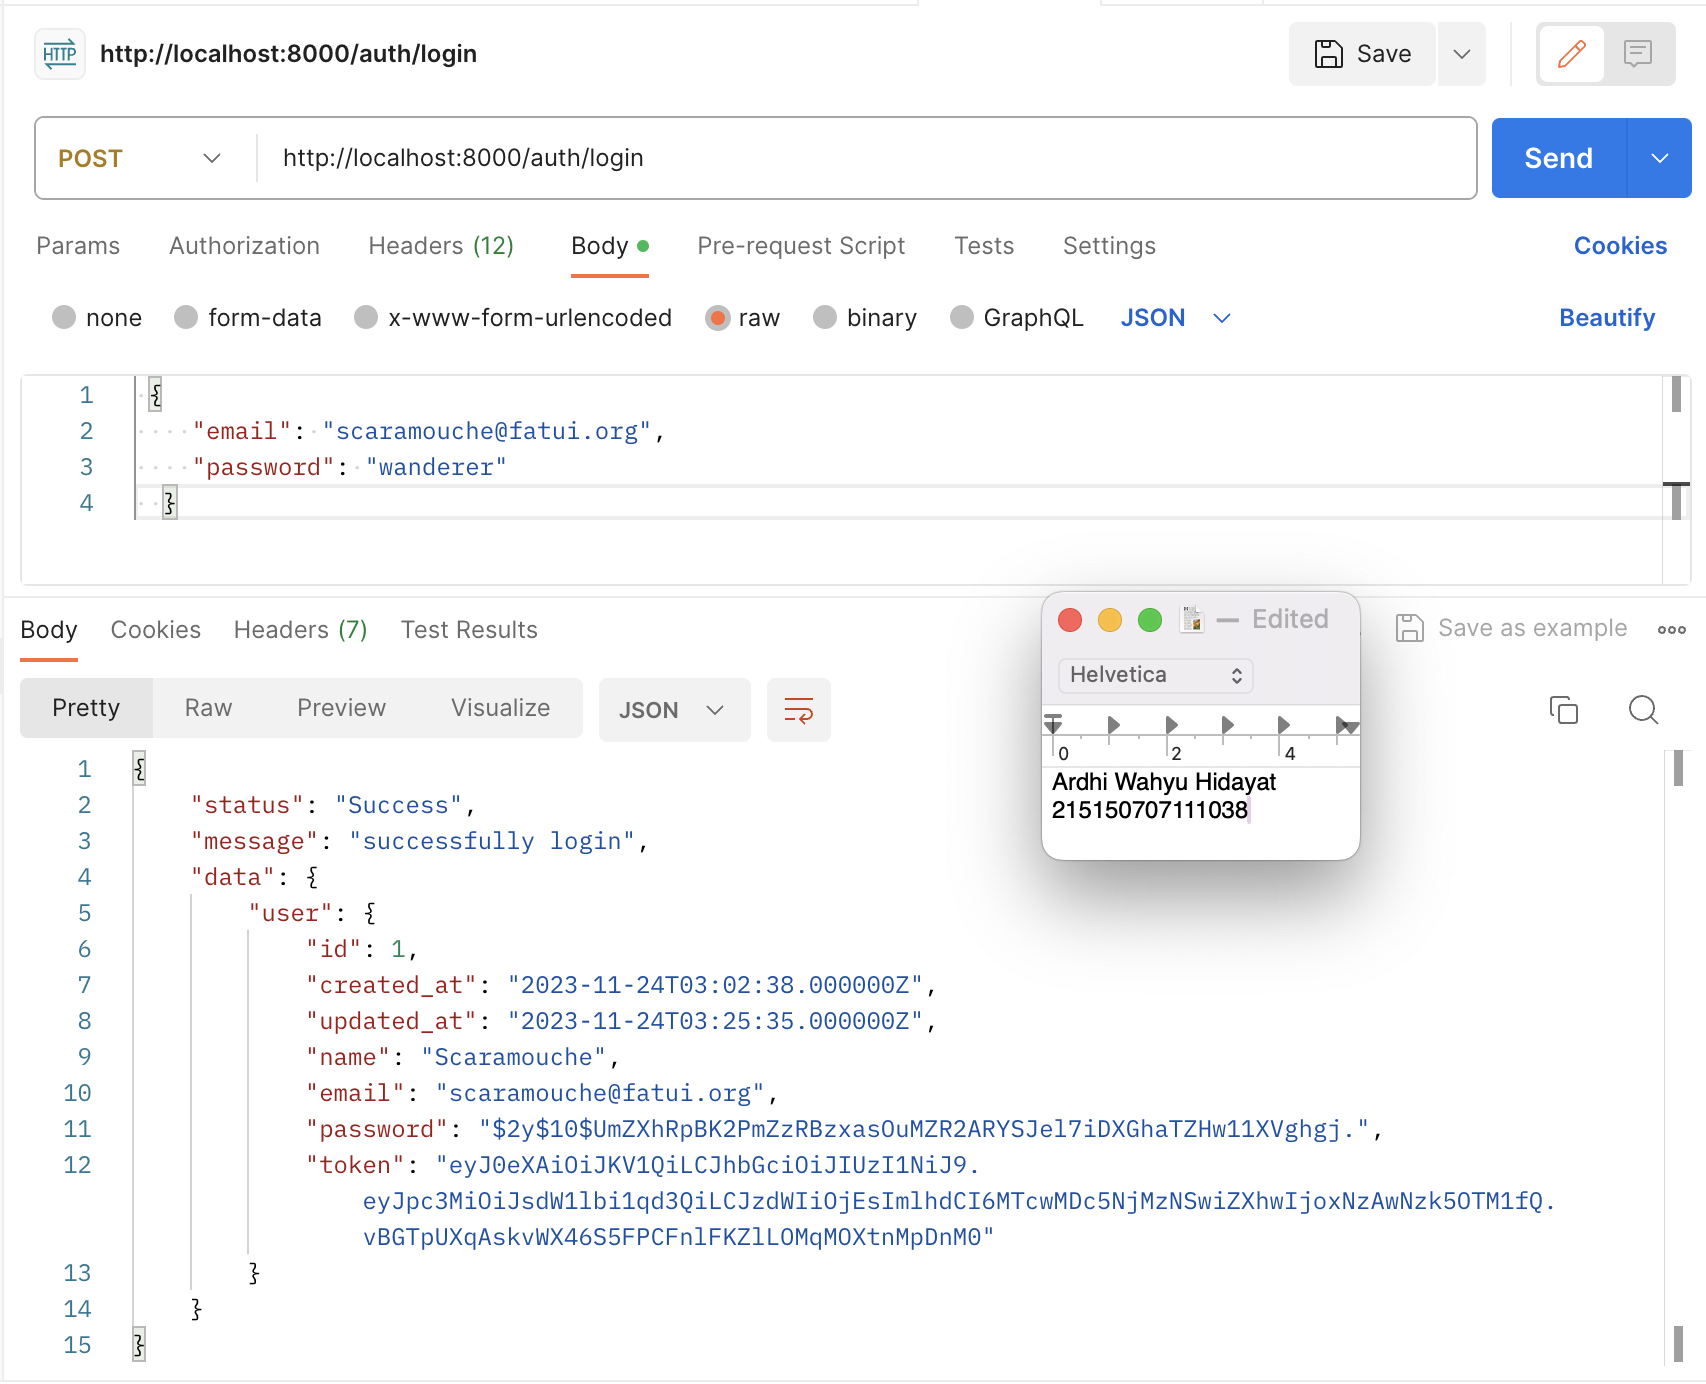 HTTP http://localhost:8000/auth/login Save
POST http://localhost:8000/auth/login Send
Params Authorization Headers (12) Body Pre-request Script Tests Settings Cookies
none form-data x-www-form-urlencoded raw binary GraphQL JSON Beautify
1 {
2 "email": "scaramouche@fatui.org",
3 "password": "wanderer"
4 }
Body Cookies Headers (7) Test Results Save as example
— Edited
Helvetica
0 2 4
Ardhi Wahyu Hidayat
215150707111038
Pretty Raw Preview Visualize JSON
1 {
2 "status": "Success",
3 "message": "successfully login",
4 "data": {
5 "user": {
6 "id": 1,
7 "created_at": "2023-11-24T03:02:38.000000Z",
8 "updated_at": "2023-11-24T03:25:35.000000Z",
9 "name": "Scaramouche",
10 "email": "scaramouche@fatui.org",
11 "password": "$2y$10$UmZXhRpBK2PmZzRBzxasOuMZR2ARYSJel7iDXGhaTZHw11XVghgj.",
12 "token": "eyJ0eXAiOiJKV1QiLCJhbGciOiJIUzI1NiJ9.
eyJpc3MiOiJsdW1lbi1qd3QiLCJzdWIiOjEsImlhdCI6MTcwMDc5NjMzNSwiZXhwIjoxNzAwNzk5OTM1fQ.
vBGTpUXqAskvWX46S5FPCFnlFKZlLOMqMOXtnMpDnM0"
13 }
14 }
15 }